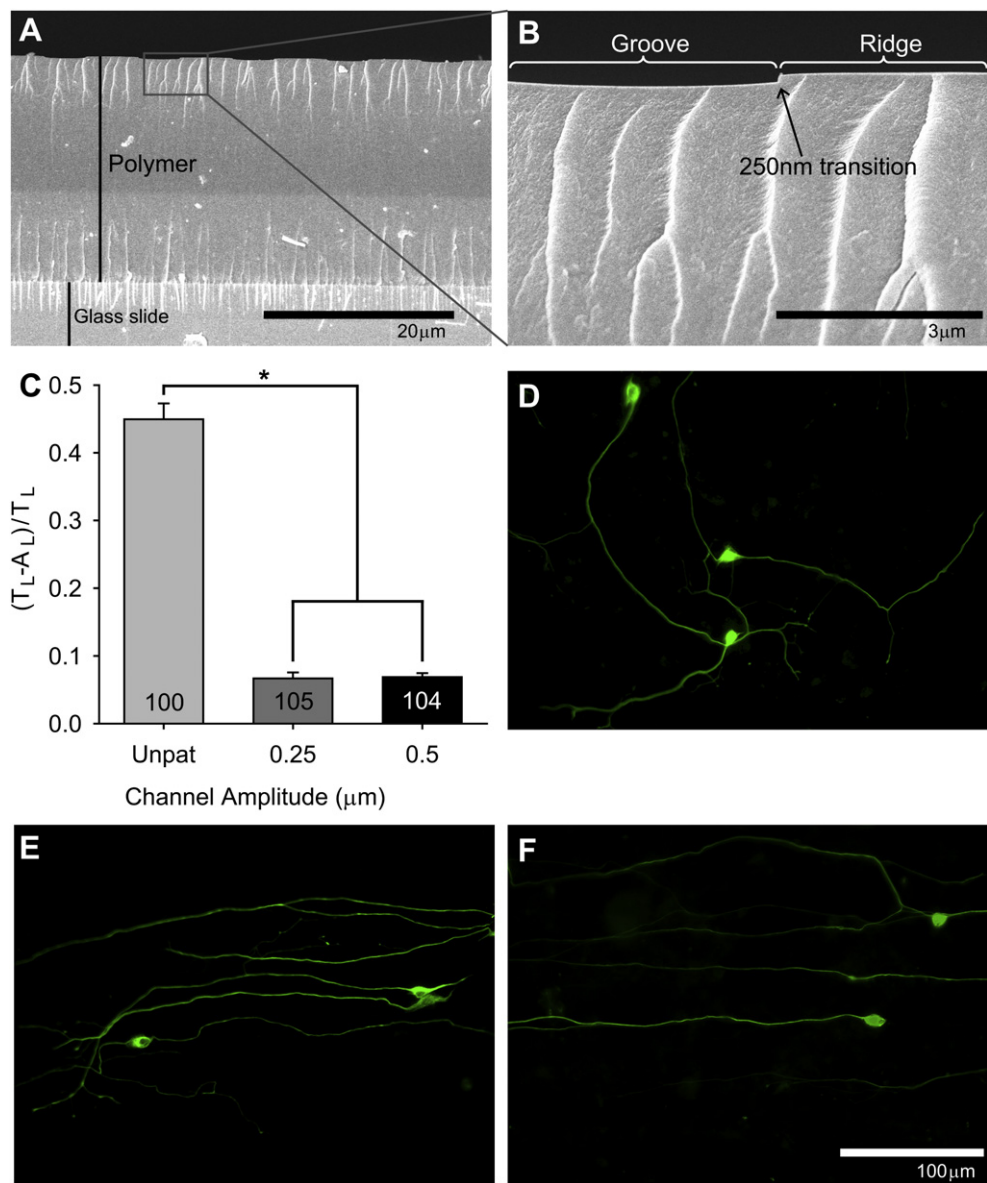 A
Polymer
Glass slide
20μm
B
Groove
Ridge
250nm transition
3μm
C
*
(T_L-A_L)/T_L
0.5
0.4
0.3
0.2
0.1
0.0
100
105
104
Unpat
0.25
0.5
Channel Amplitude (μm)
D
E
F
100μm